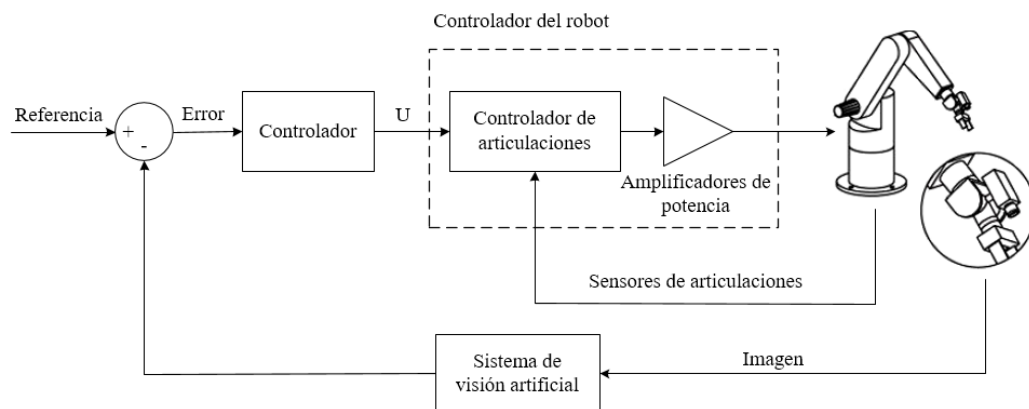 Controlador del robot
Referencia
+
-
Error
Controlador
U
Controlador de
articulaciones
Amplificadores de
potencia
Sensores de articulaciones
Sistema de
visión artificial
Imagen